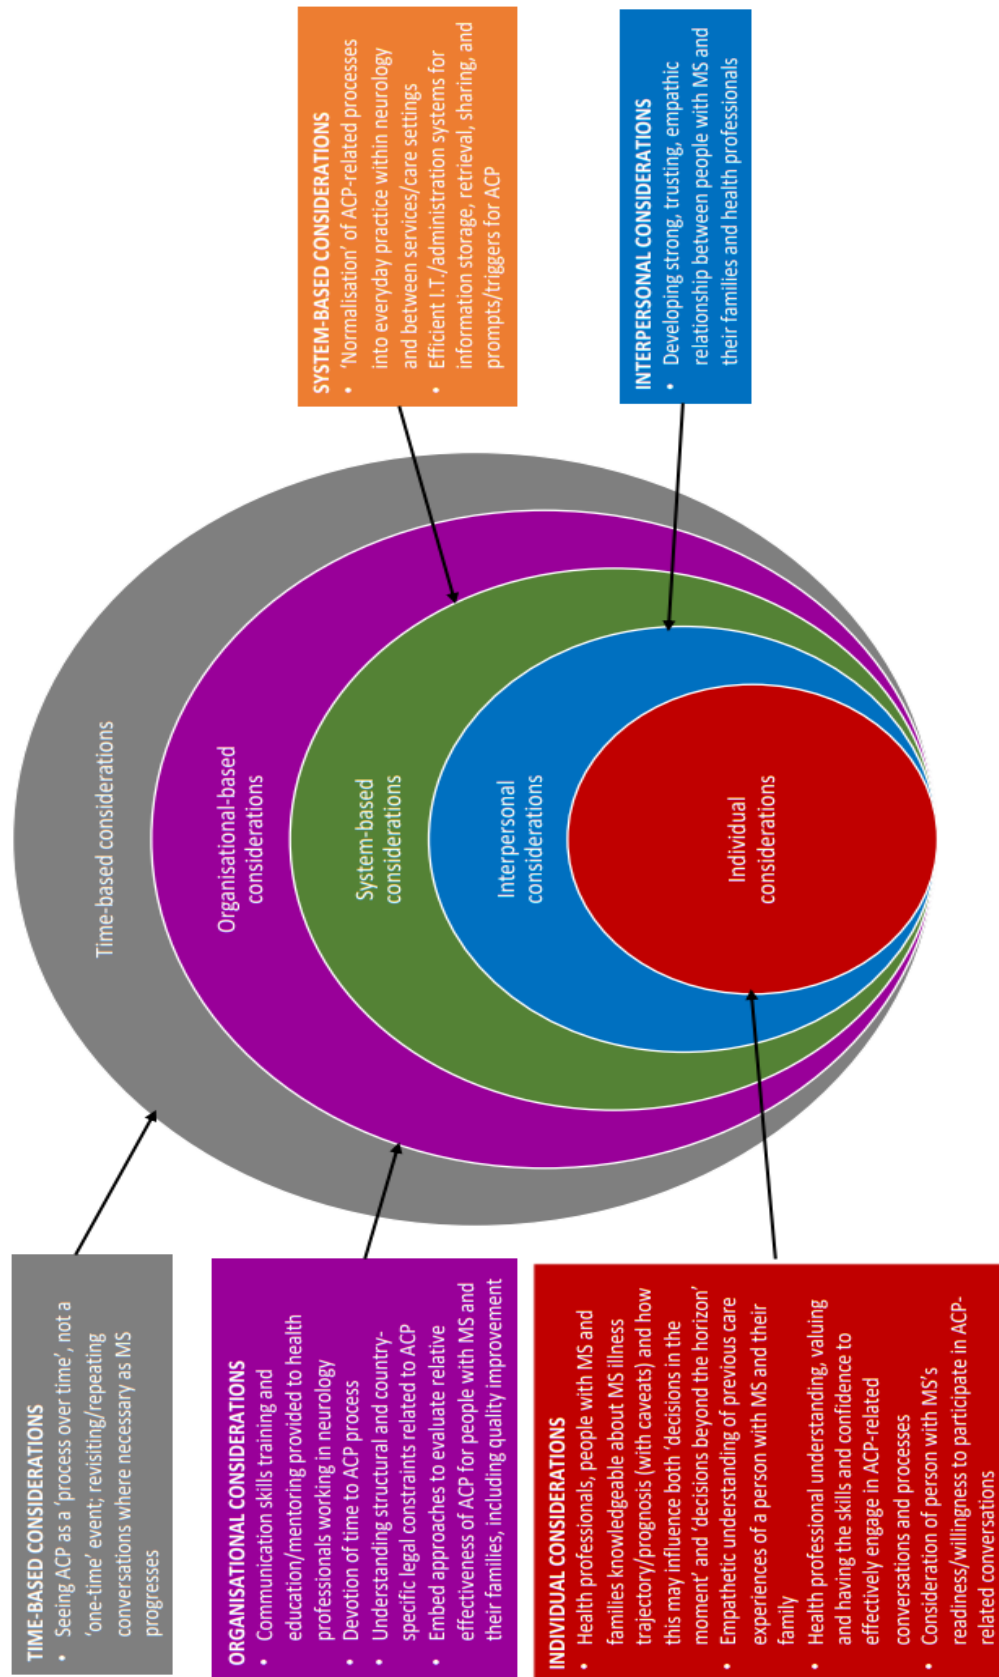 TIME-BASED CONSIDERATIONS
• Seeing ACP as a ‘process over time’, not a
‘one-time’ event; revisiting/repeating
conversations where necessary as MS
progresses
ORGANISATIONAL CONSIDERATIONS
• Communication skills training and
education/mentoring provided to health
professionals working in neurology
• Devotion of time to ACP process
• Understanding structural and country-
specific legal constraints related to ACP
• Embed approaches to evaluate relative
effectiveness of ACP for people with MS and
their families, including quality improvement
INDIVIDUAL CONSIDERATIONS
• Health professionals, people with MS and
families knowledgeable about MS illness
trajectory/prognosis (with caveats) and how
this may influence both ‘decisions in the
moment’ and ‘decisions beyond the horizon’
• Empathetic understanding of previous care
experiences of a person with MS and their
family
• Health professional understanding, valuing
and having the skills and confidence to
effectively engage in ACP-related
conversations and processes
• Consideration of person with MS’s
readiness/willingness to participate in ACP-
related conversations
Time-based considerations
Organisational-based
considerations
System-based
considerations
Interpersonal
considerations
Individual
considerations
SYSTEM-BASED CONSIDERATIONS
• ‘Normalisation’ of ACP-related processes
into everyday practice within neurology
and between services/care settings
• Efficient I.T./administration systems for
information storage, retrieval, sharing, and
prompts/triggers for ACP
INTERPERSONAL CONSIDERATIONS
• Developing strong, trusting, empathic
relationship between people with MS and
their families and health professionals